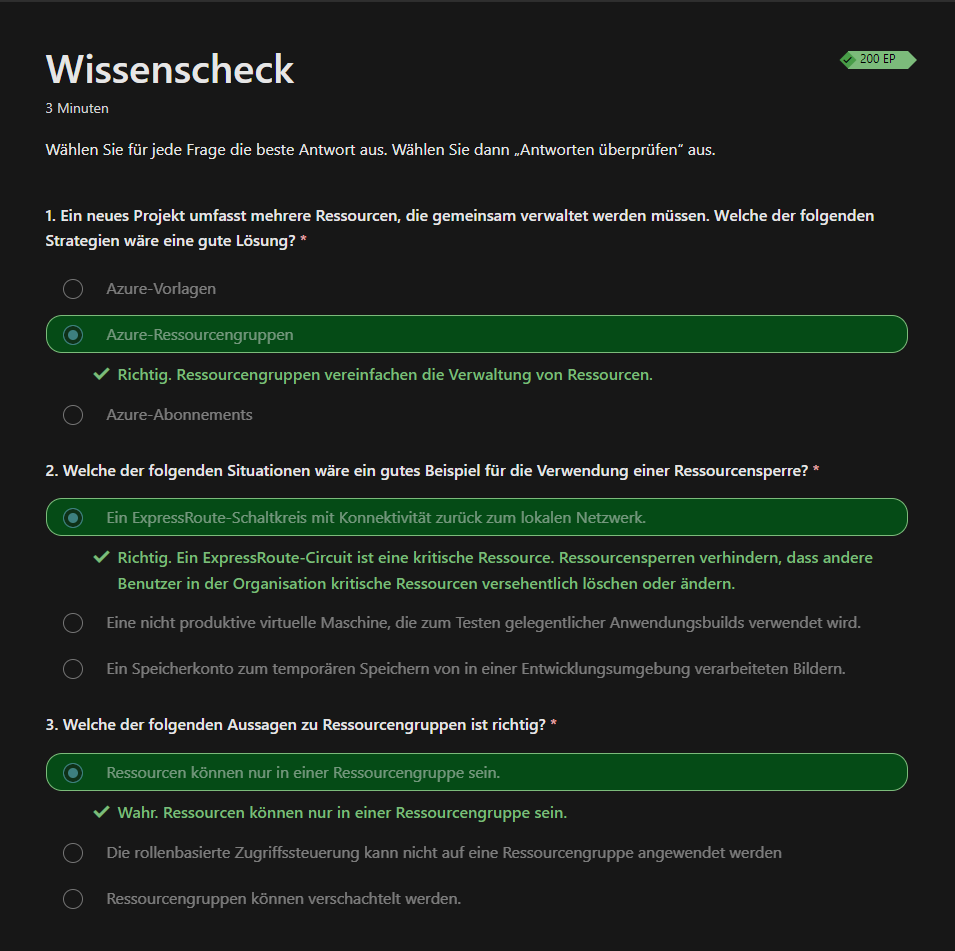 Wissenscheck
200 EP
3 Minuten
Wählen Sie für jede Frage die beste Antwort aus. Wählen Sie dann „Antworten überprüfen“ aus.
1. Ein neues Projekt umfasst mehrere Ressourcen, die gemeinsam verwaltet werden müssen. Welche der folgenden
Strategien wäre eine gute Lösung? *
Azure-Vorlagen
Azure-Ressourcengruppen
Richtig. Ressourcengruppen vereinfachen die Verwaltung von Ressourcen.
Azure-Abonnements
2. Welche der folgenden Situationen wäre ein gutes Beispiel für die Verwendung einer Ressourcensperre? *
Ein ExpressRoute-Schaltkreis mit Konnektivität zurück zum lokalen Netzwerk.
Richtig. Ein ExpressRoute-Circuit ist eine kritische Ressource. Ressourcensperren verhindern, dass andere
Benutzer in der Organisation kritische Ressourcen versehentlich löschen oder ändern.
Eine nicht produktive virtuelle Maschine, die zum Testen gelegentlicher Anwendungsbuilds verwendet wird.
Ein Speicherkonto zum temporären Speichern von in einer Entwicklungsumgebung verarbeiteten Bildern.
3. Welche der folgenden Aussagen zu Ressourcengruppen ist richtig? *
Ressourcen können nur in einer Ressourcengruppe sein.
Wahr. Ressourcen können nur in einer Ressourcengruppe sein.
Die rollenbasierte Zugriffssteuerung kann nicht auf eine Ressourcengruppe angewendet werden
Ressourcengruppen können verschachtelt werden.